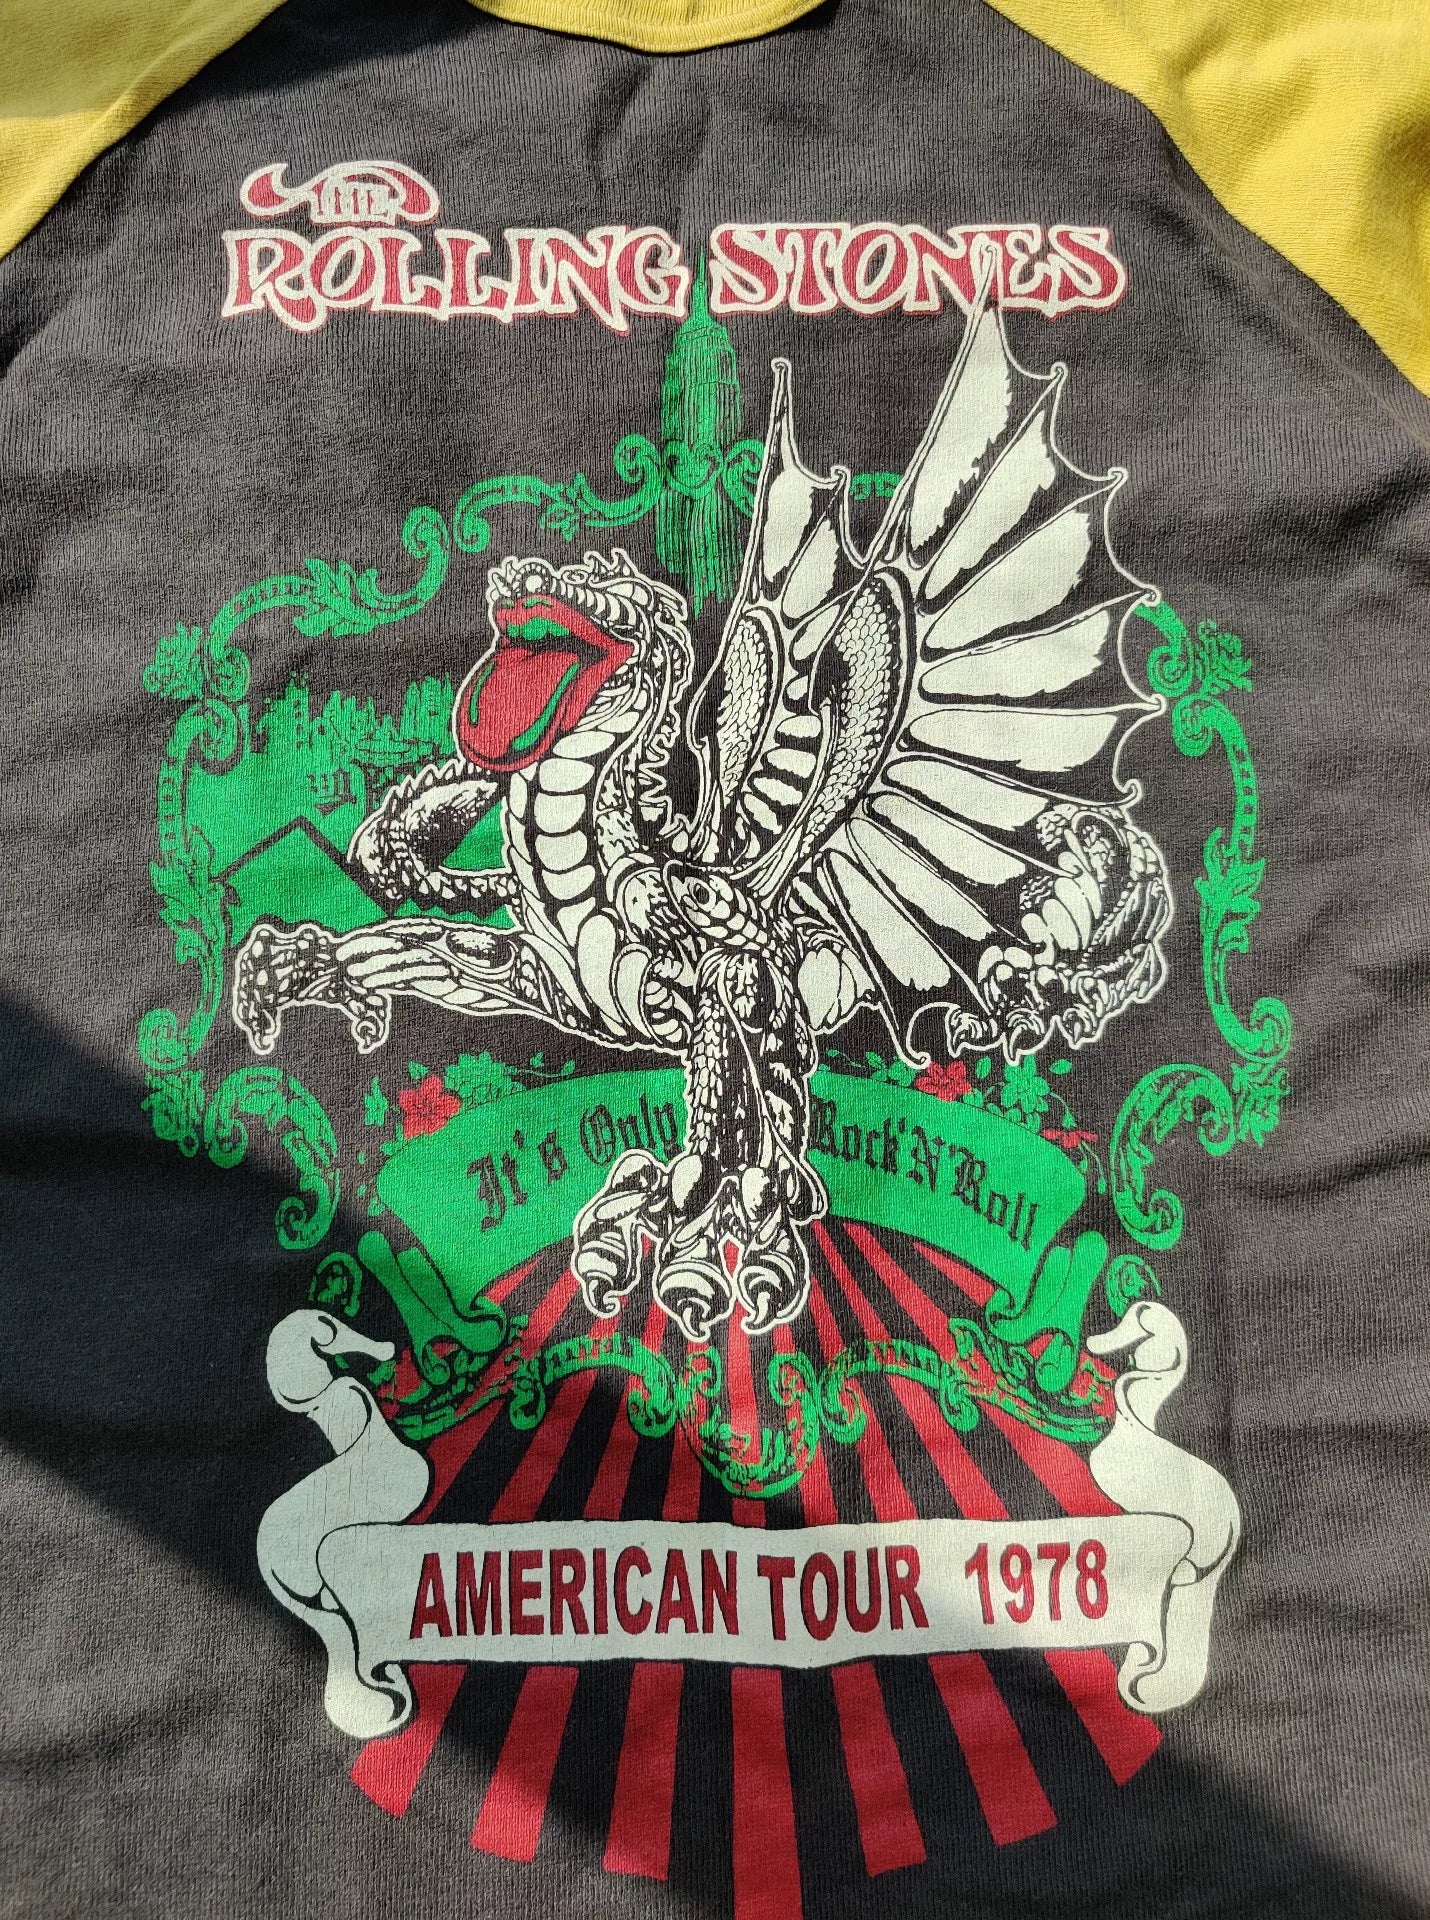 THE
ROLLING STONES
It's Only Rock'N'Roll
AMERICAN TOUR 1978